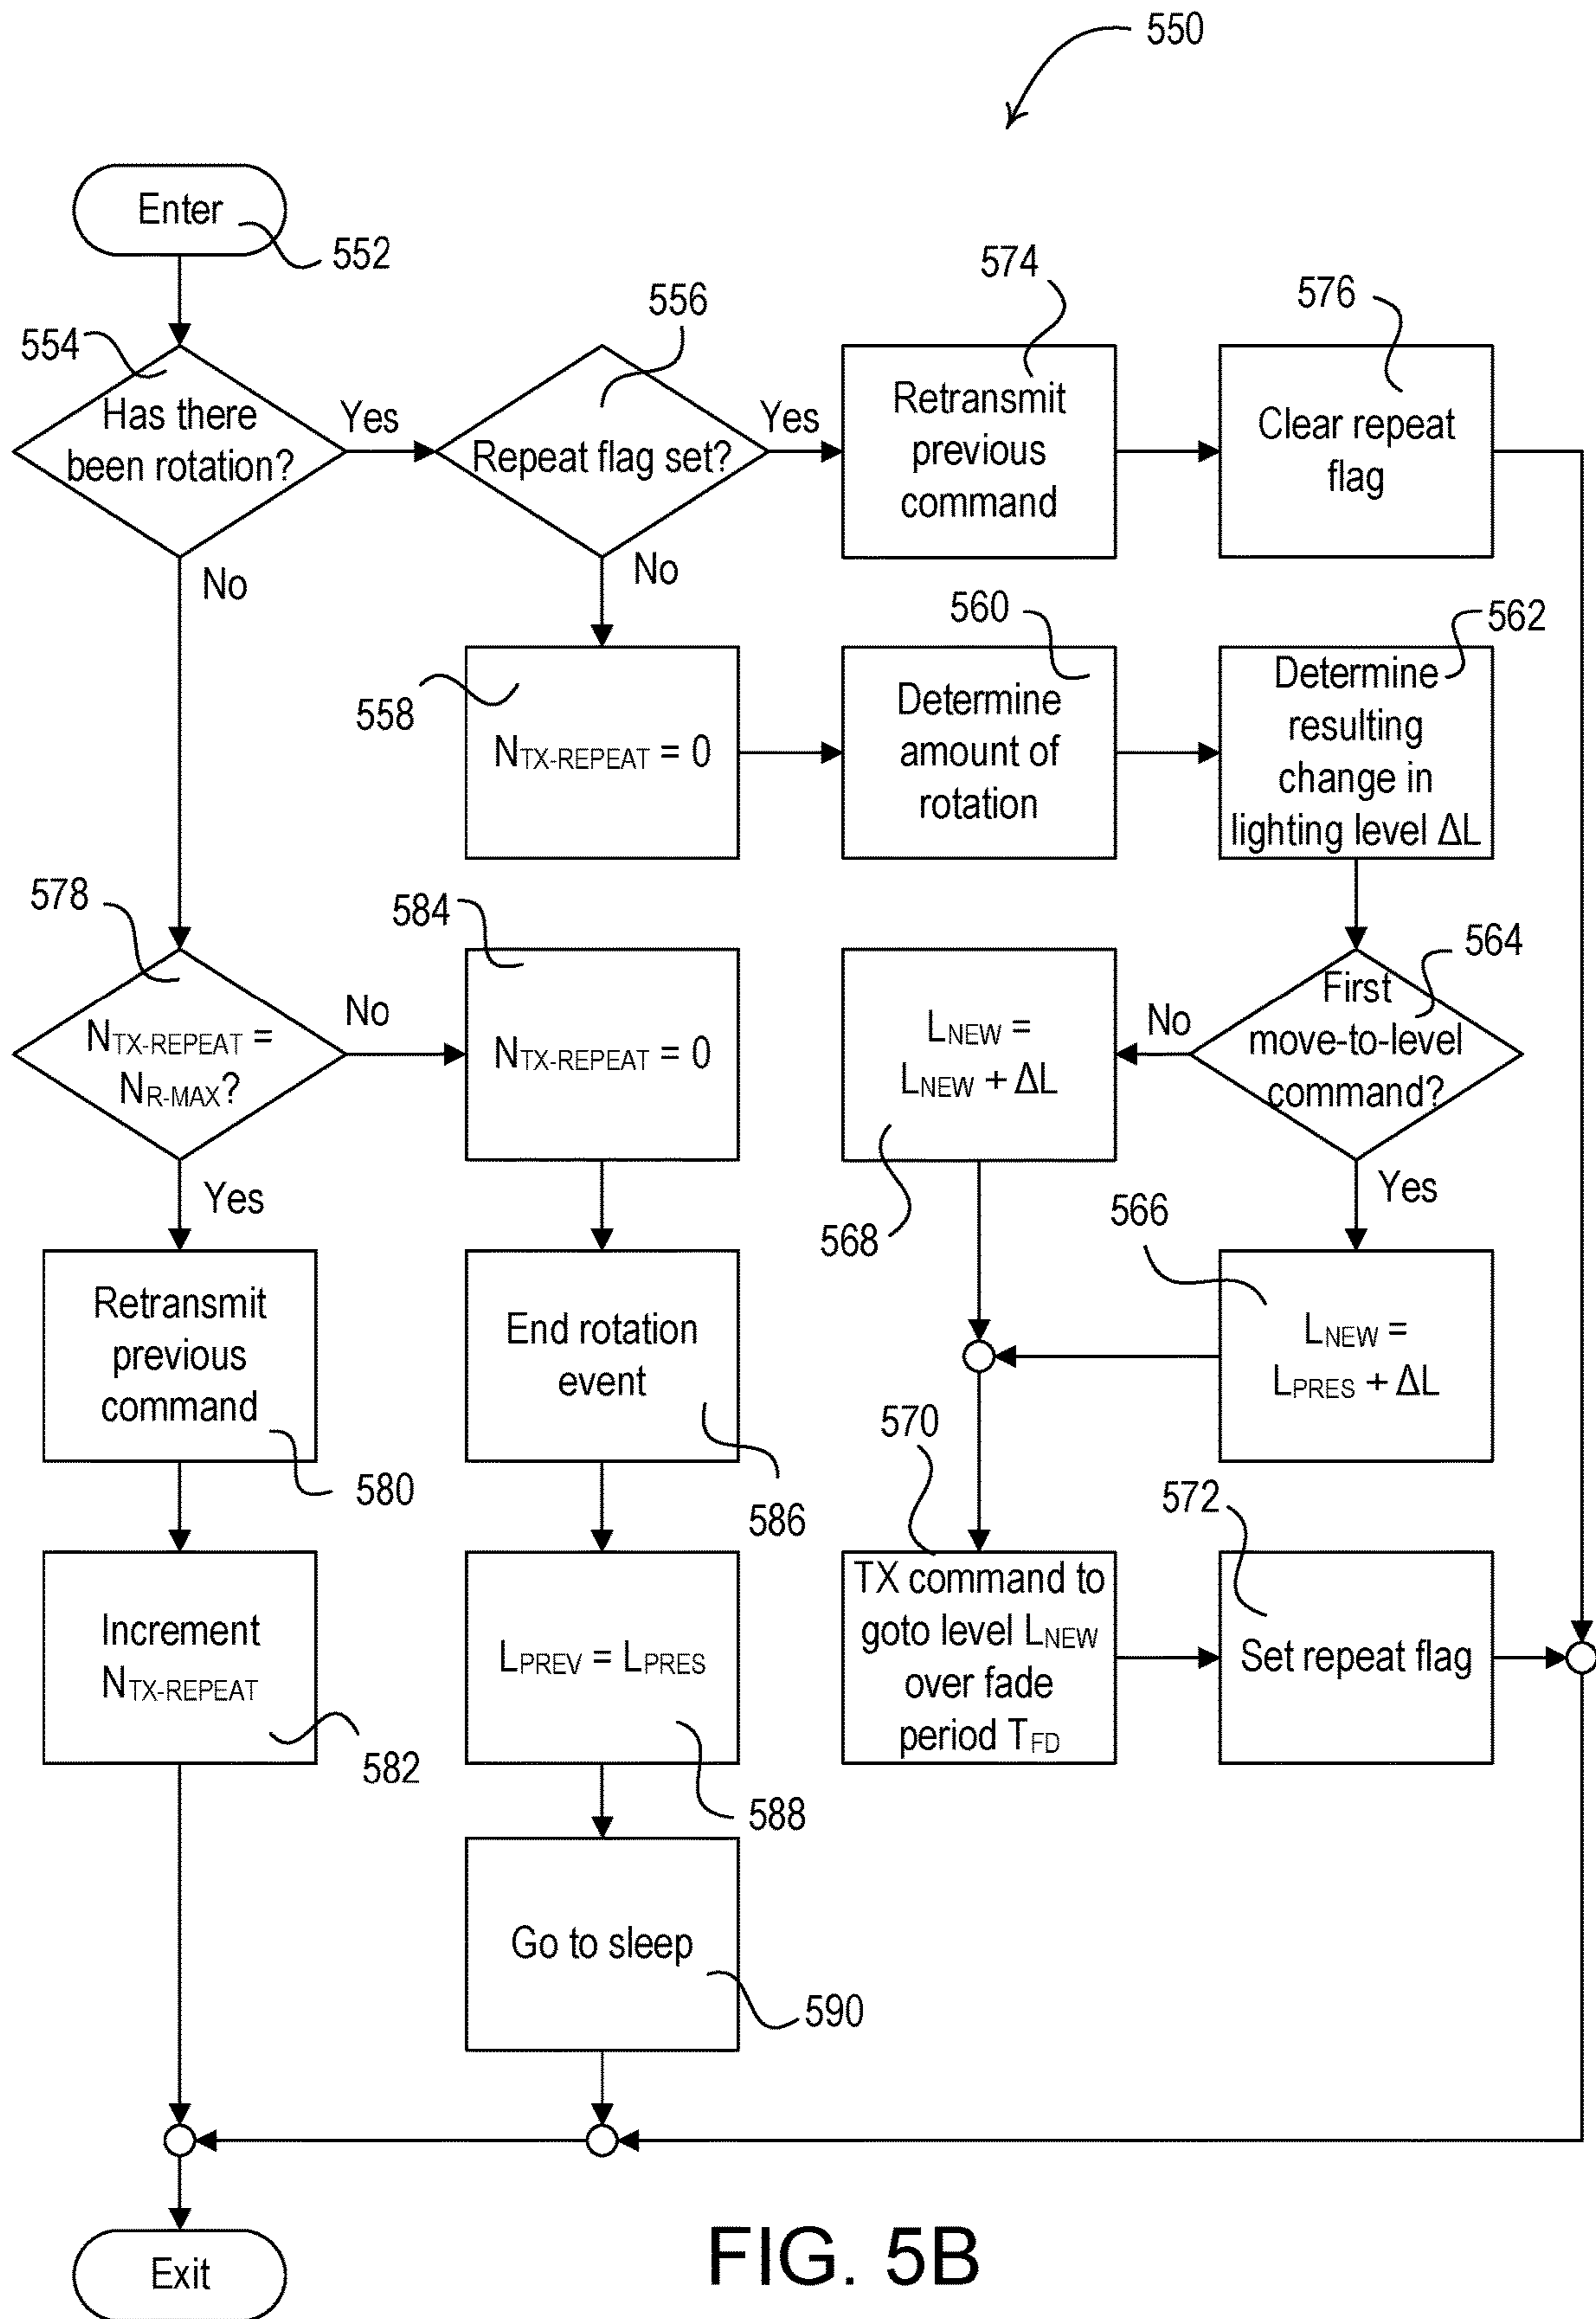 550
Enter
552
554
Has there
been rotation?
Yes
No
556
Repeat flag set?
Yes
No
574
Retransmit
previous
command
576
Clear repeat
flag
558
NTX-REPEAT = 0
560
Determine
amount of
rotation
562
Determine
resulting
change in
lighting level ΔL
578
NTX-REPEAT =
NR-MAX?
No
Yes
584
NTX-REPEAT = 0
564
First
move-to-level
command?
No
Yes
LNEW =
LNEW + ΔL
568
566
LNEW =
LPRES + ΔL
Retransmit
previous
command
580
End rotation
event
586
570
TX command to
goto level LNEW
over fade
period TFD
572
Set repeat flag
Increment
NTX-REPEAT
582
LPREV = LPRES
588
Go to sleep
590
Exit
FIG. 5B